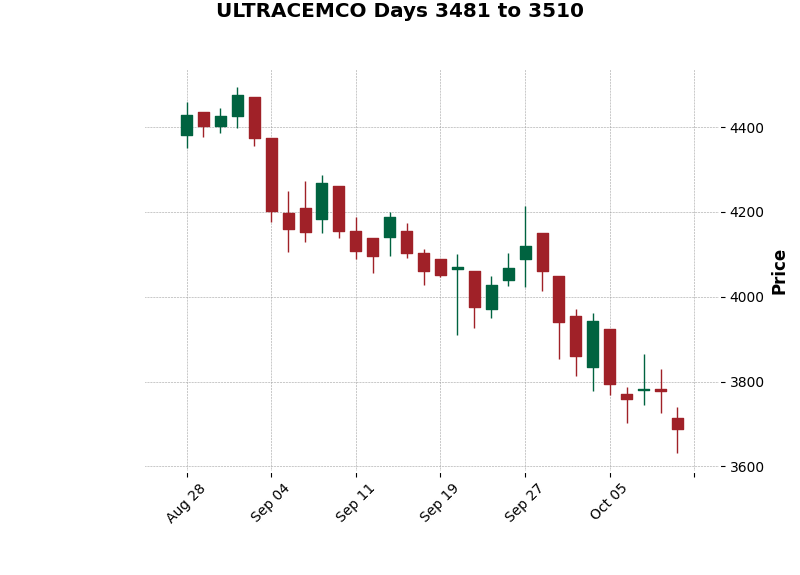 ULTRACEMCO Days 3481 to 3510
4400
4200
4000
3800
3600
Price
Aug 28
Sep 04
Sep 11
Sep 19
Sep 27
Oct 05